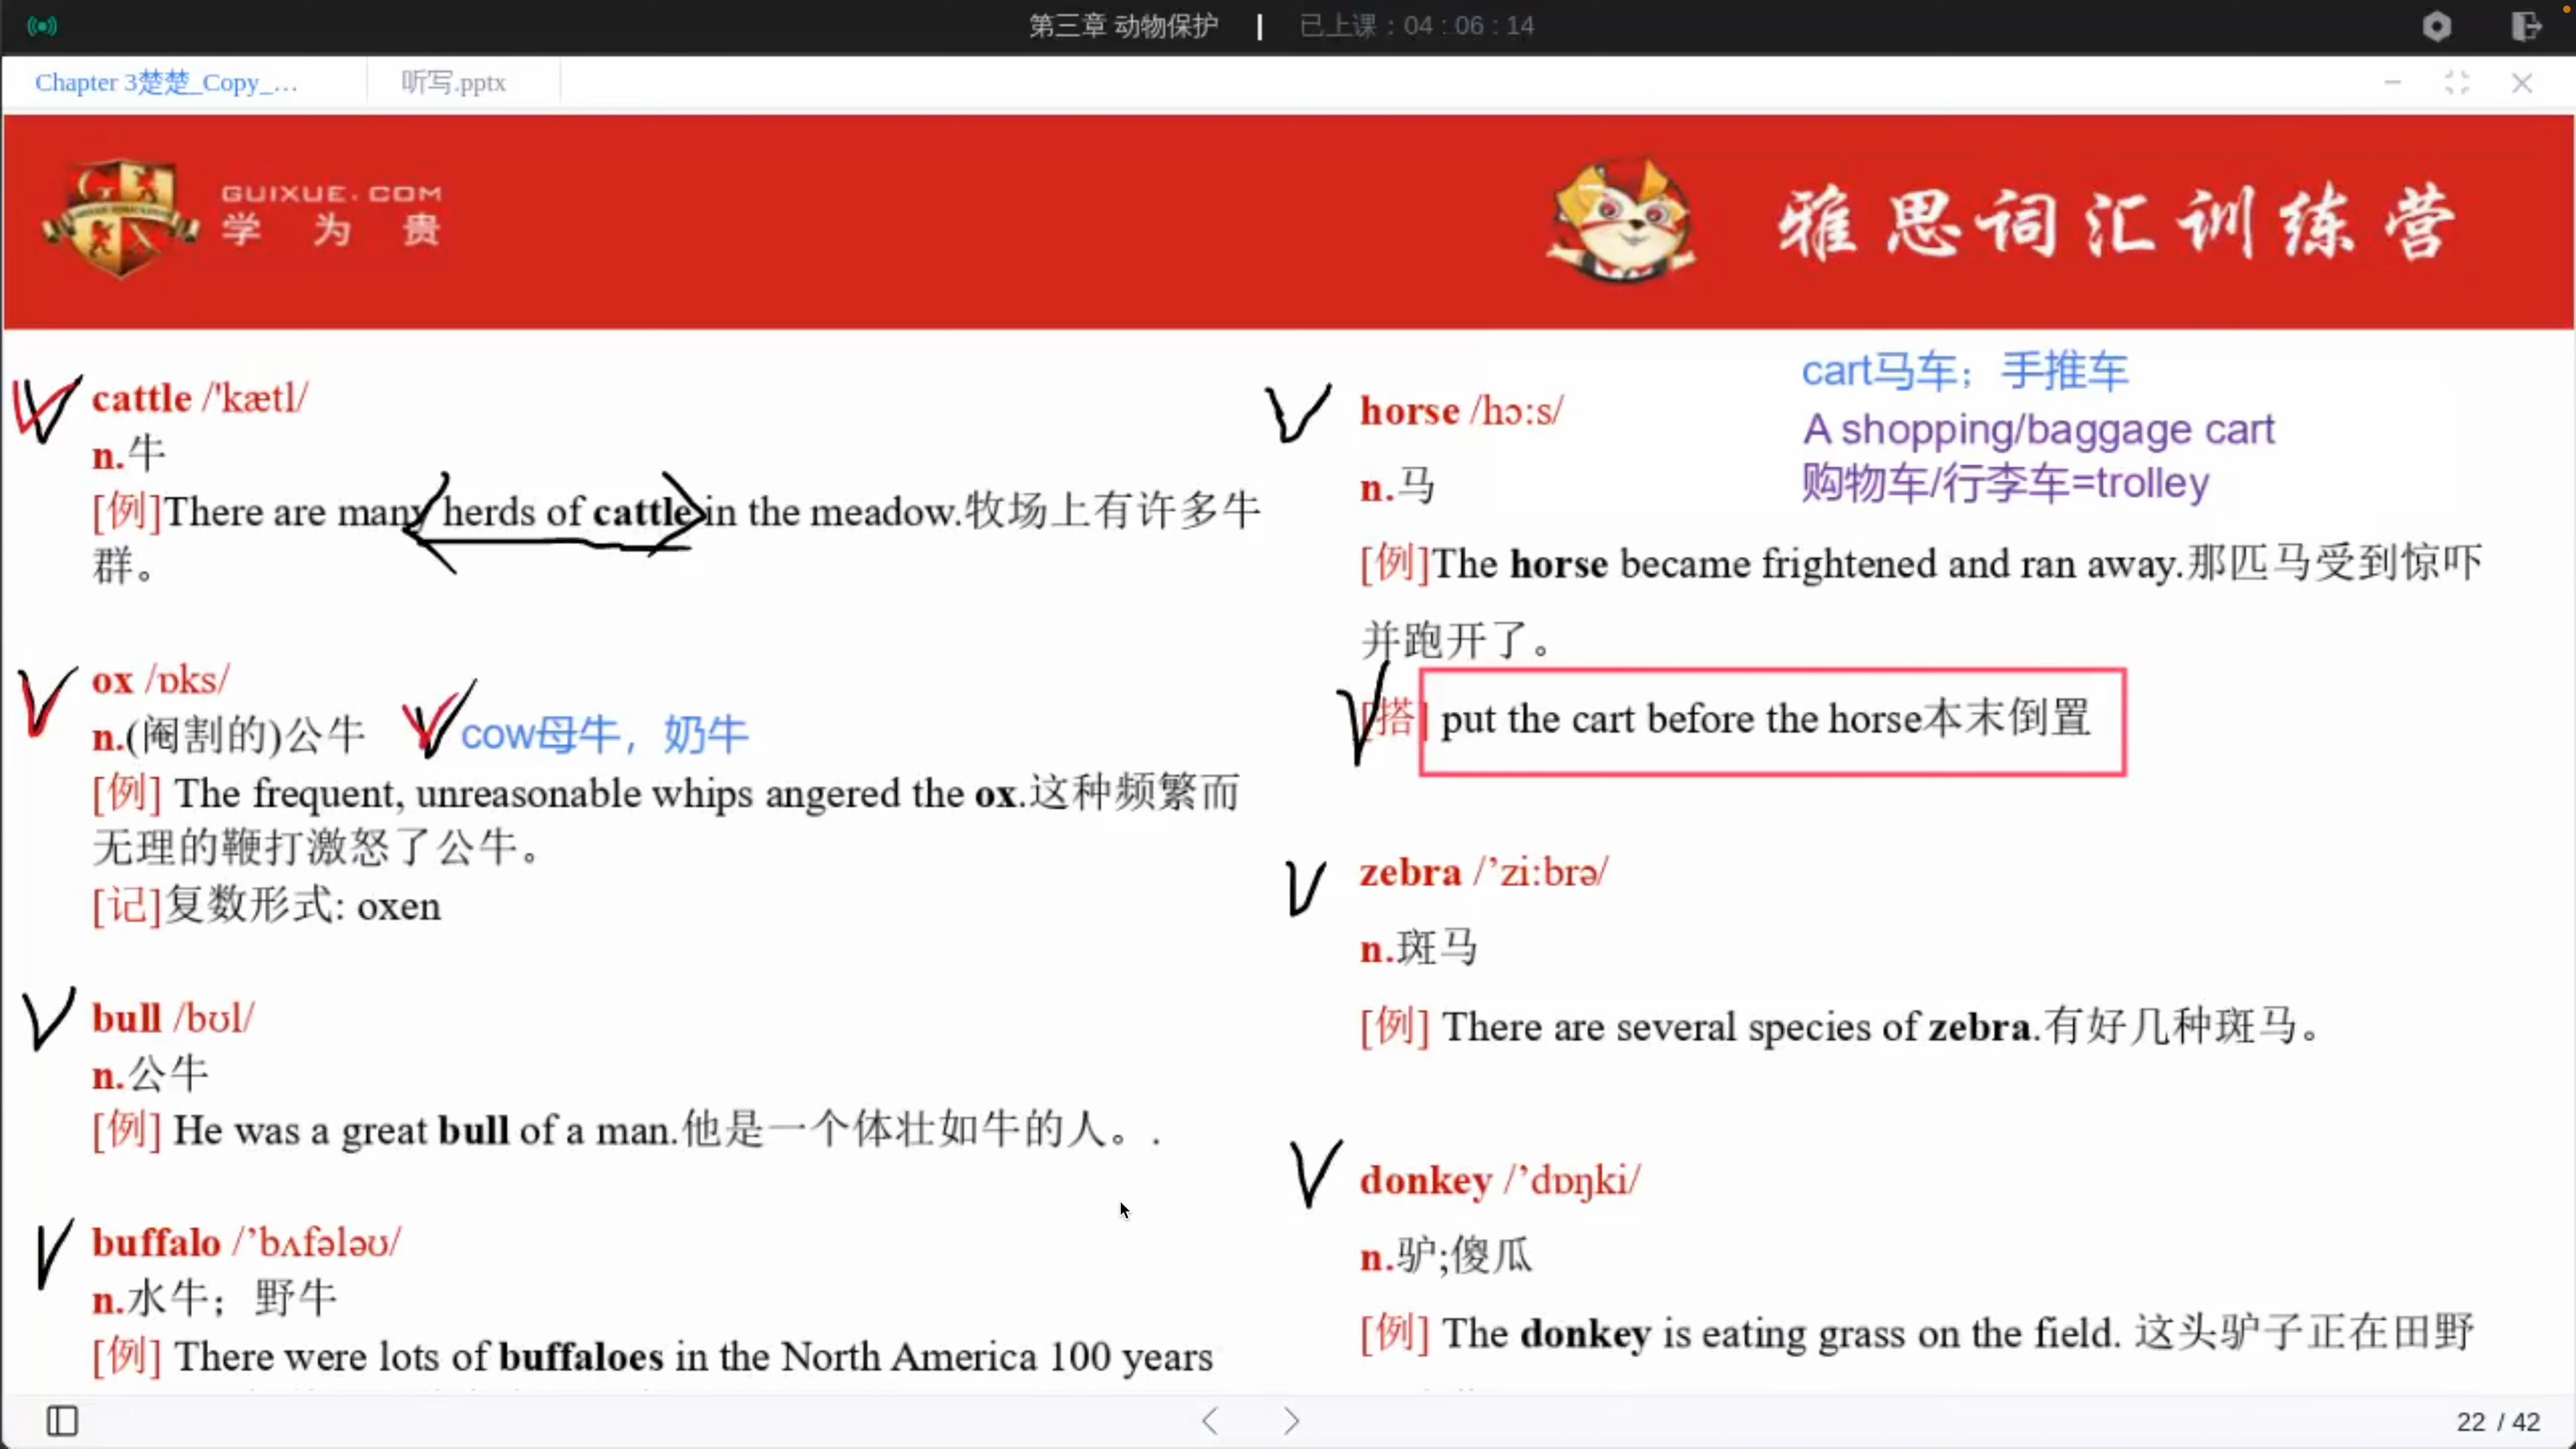 第三章 动物保护 | 已上课：04 : 06 : 14
Chapter 3楚楚_Copy_… 听写.pptx
GUIXUE.COM
学为贵
雅思词汇训练营
cattle /'kætl/
n.牛
[例]There are many herds of cattle in the meadow.牧场上有许多牛
群。
ox /ɒks/
n.(阉割的)公牛 cow母牛，奶牛
[例] The frequent, unreasonable whips angered the ox.这种频繁而
无理的鞭打激怒了公牛。
[记]复数形式: oxen
bull /bʊl/
n.公牛
[例] He was a great bull of a man.他是一个体壮如牛的人。.
buffalo /’bʌfələʊ/
n.水牛；野牛
[例] There were lots of buffaloes in the North America 100 years
cart马车；手推车
A shopping/baggage cart
购物车/行李车=trolley
horse /hɔ:s/
n.马
[例]The horse became frightened and ran away.那匹马受到惊吓
并跑开了。
[搭] put the cart before the horse本末倒置
zebra /’zi:brə/
n.斑马
[例] There are several species of zebra.有好几种斑马。
donkey /’dɒŋki/
n.驴;傻瓜
[例] The donkey is eating grass on the field. 这头驴子正在田野
22 / 42